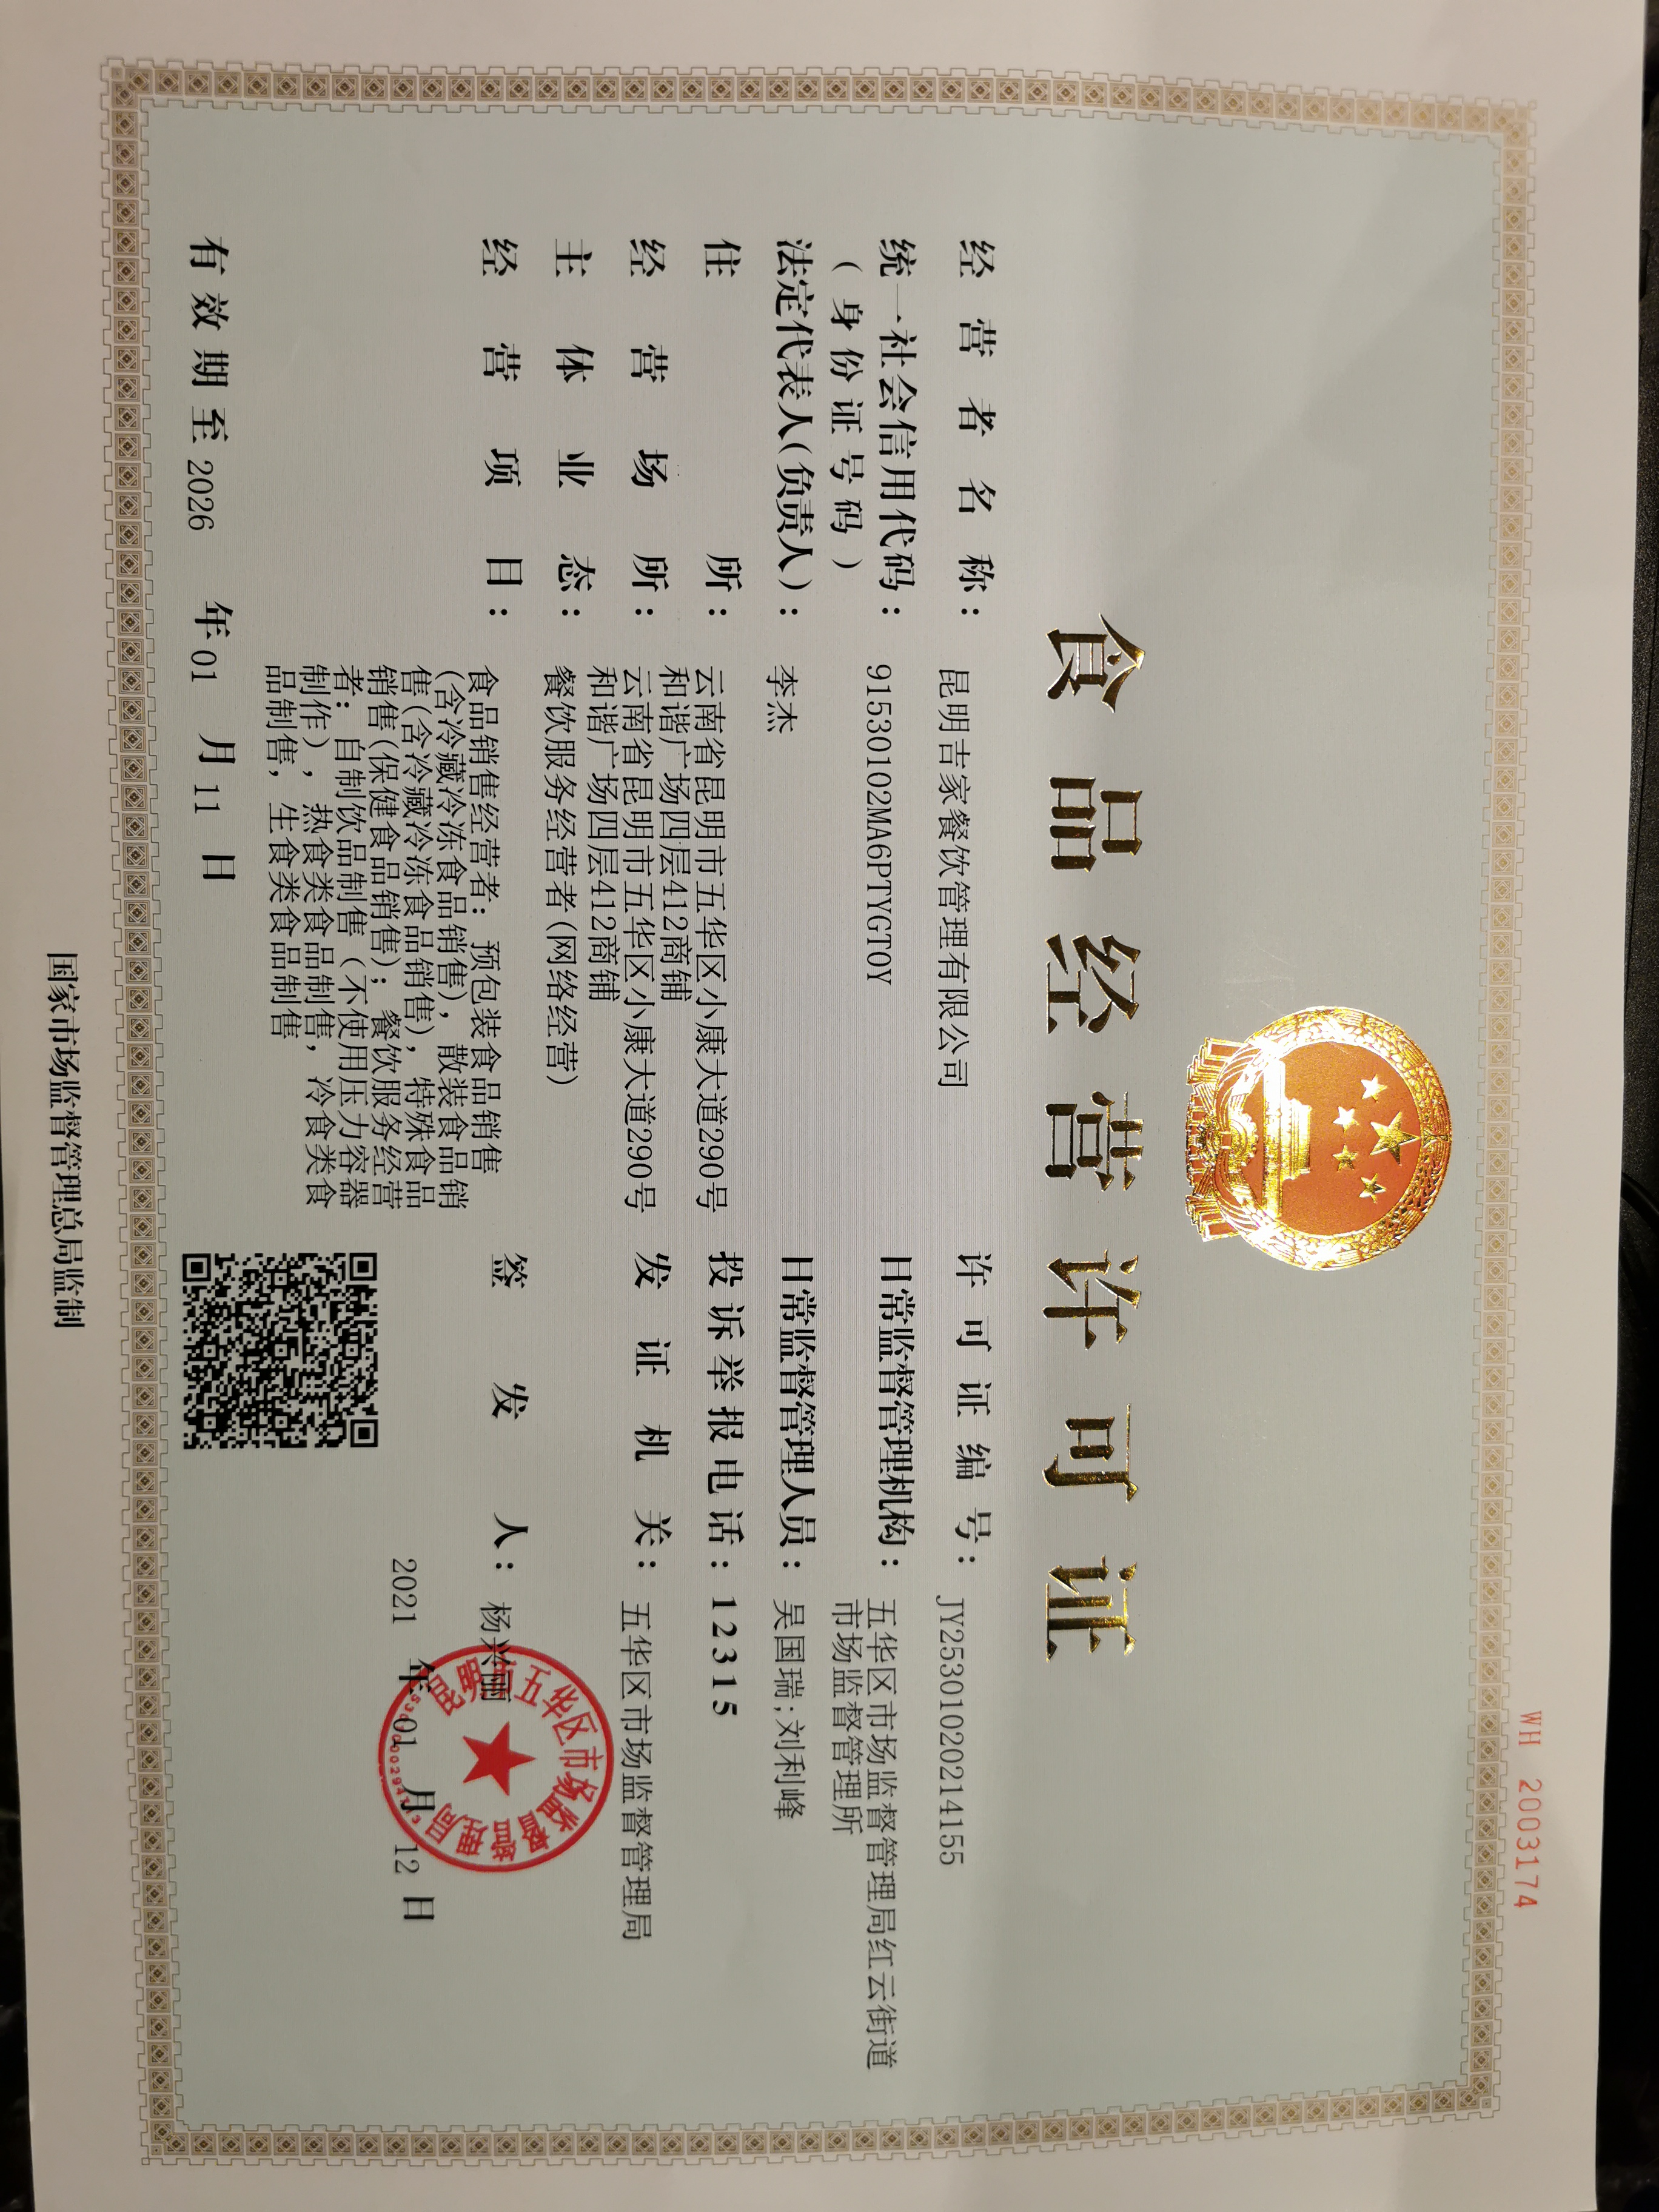 WH 2003174
食品经营许可证
经营者名称：昆明吉家餐饮管理有限公司
统一社会信用代码：91530102MA6PTYGT0Y
（身份证号码）
法定代表人(负责人)：李杰
住所：云南省昆明市五华区小康大道290号
和谐广场四层412商铺
经营场所：云南省昆明市五华区小康大道290号
和谐广场四层412商铺
主体业态：餐饮服务经营者(网络经营)
经营项目：食品销售经营者：预包装食品销售
(含冷藏冷冻食品销售)，散装食品销
售(含冷藏冷冻食品销售)，特殊食品
销售(保健食品销售)；餐饮服务经营
者：自制饮品制售（不使用压力容器
制作），热食类食品制售，冷食类食
品制售，生食类食品制售
有效期至2026年01月11日
许可证编号：JY25301020214155
日常监督管理机构：五华区市场监督管理局红云街道
市场监督管理所
日常监督管理人员：吴国瑞;刘利峰
投诉举报电话：12315
发证机关：五华区市场监督管理局
签发人：杨兴
2021年01月12日
昆明市五华区市场监督管理局
国家市场监督管理总局监制